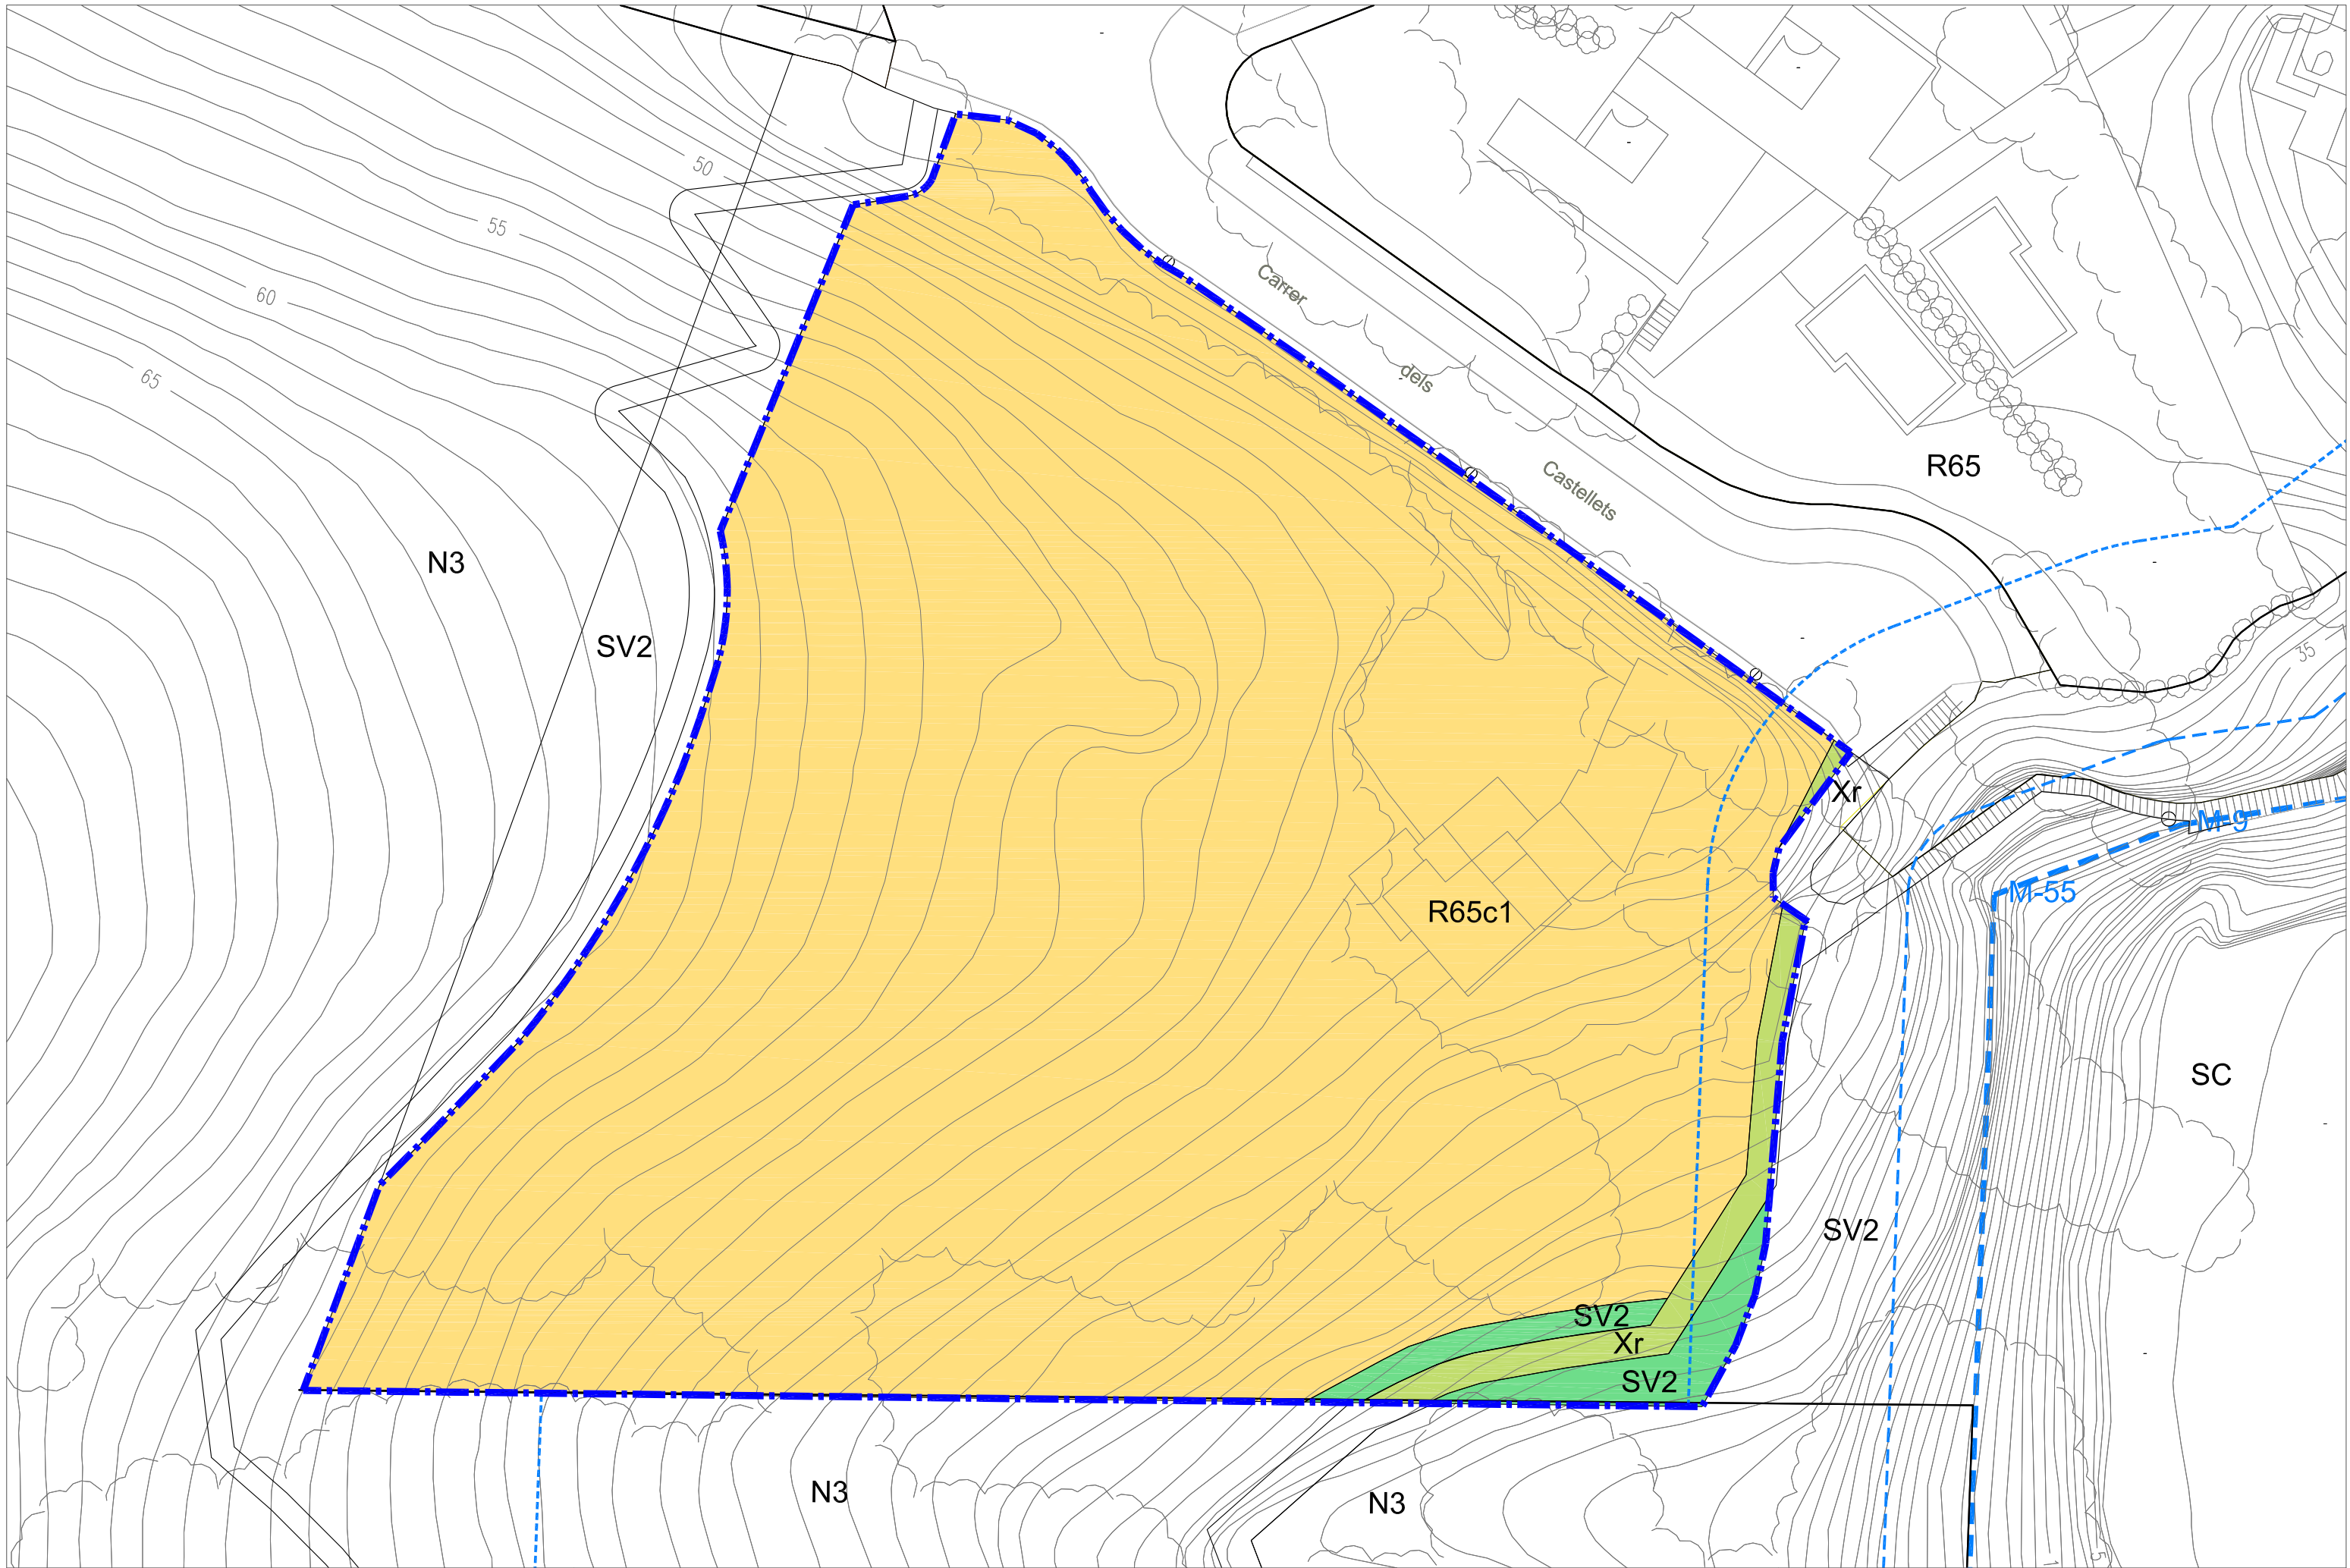 50
55
60
65
Carrer
dels
Castellets
R65
N3
SV2
35
Xr
M-9
M-55
R65c1
SC
SV2
SV2
Xr
SV2
N3
N3